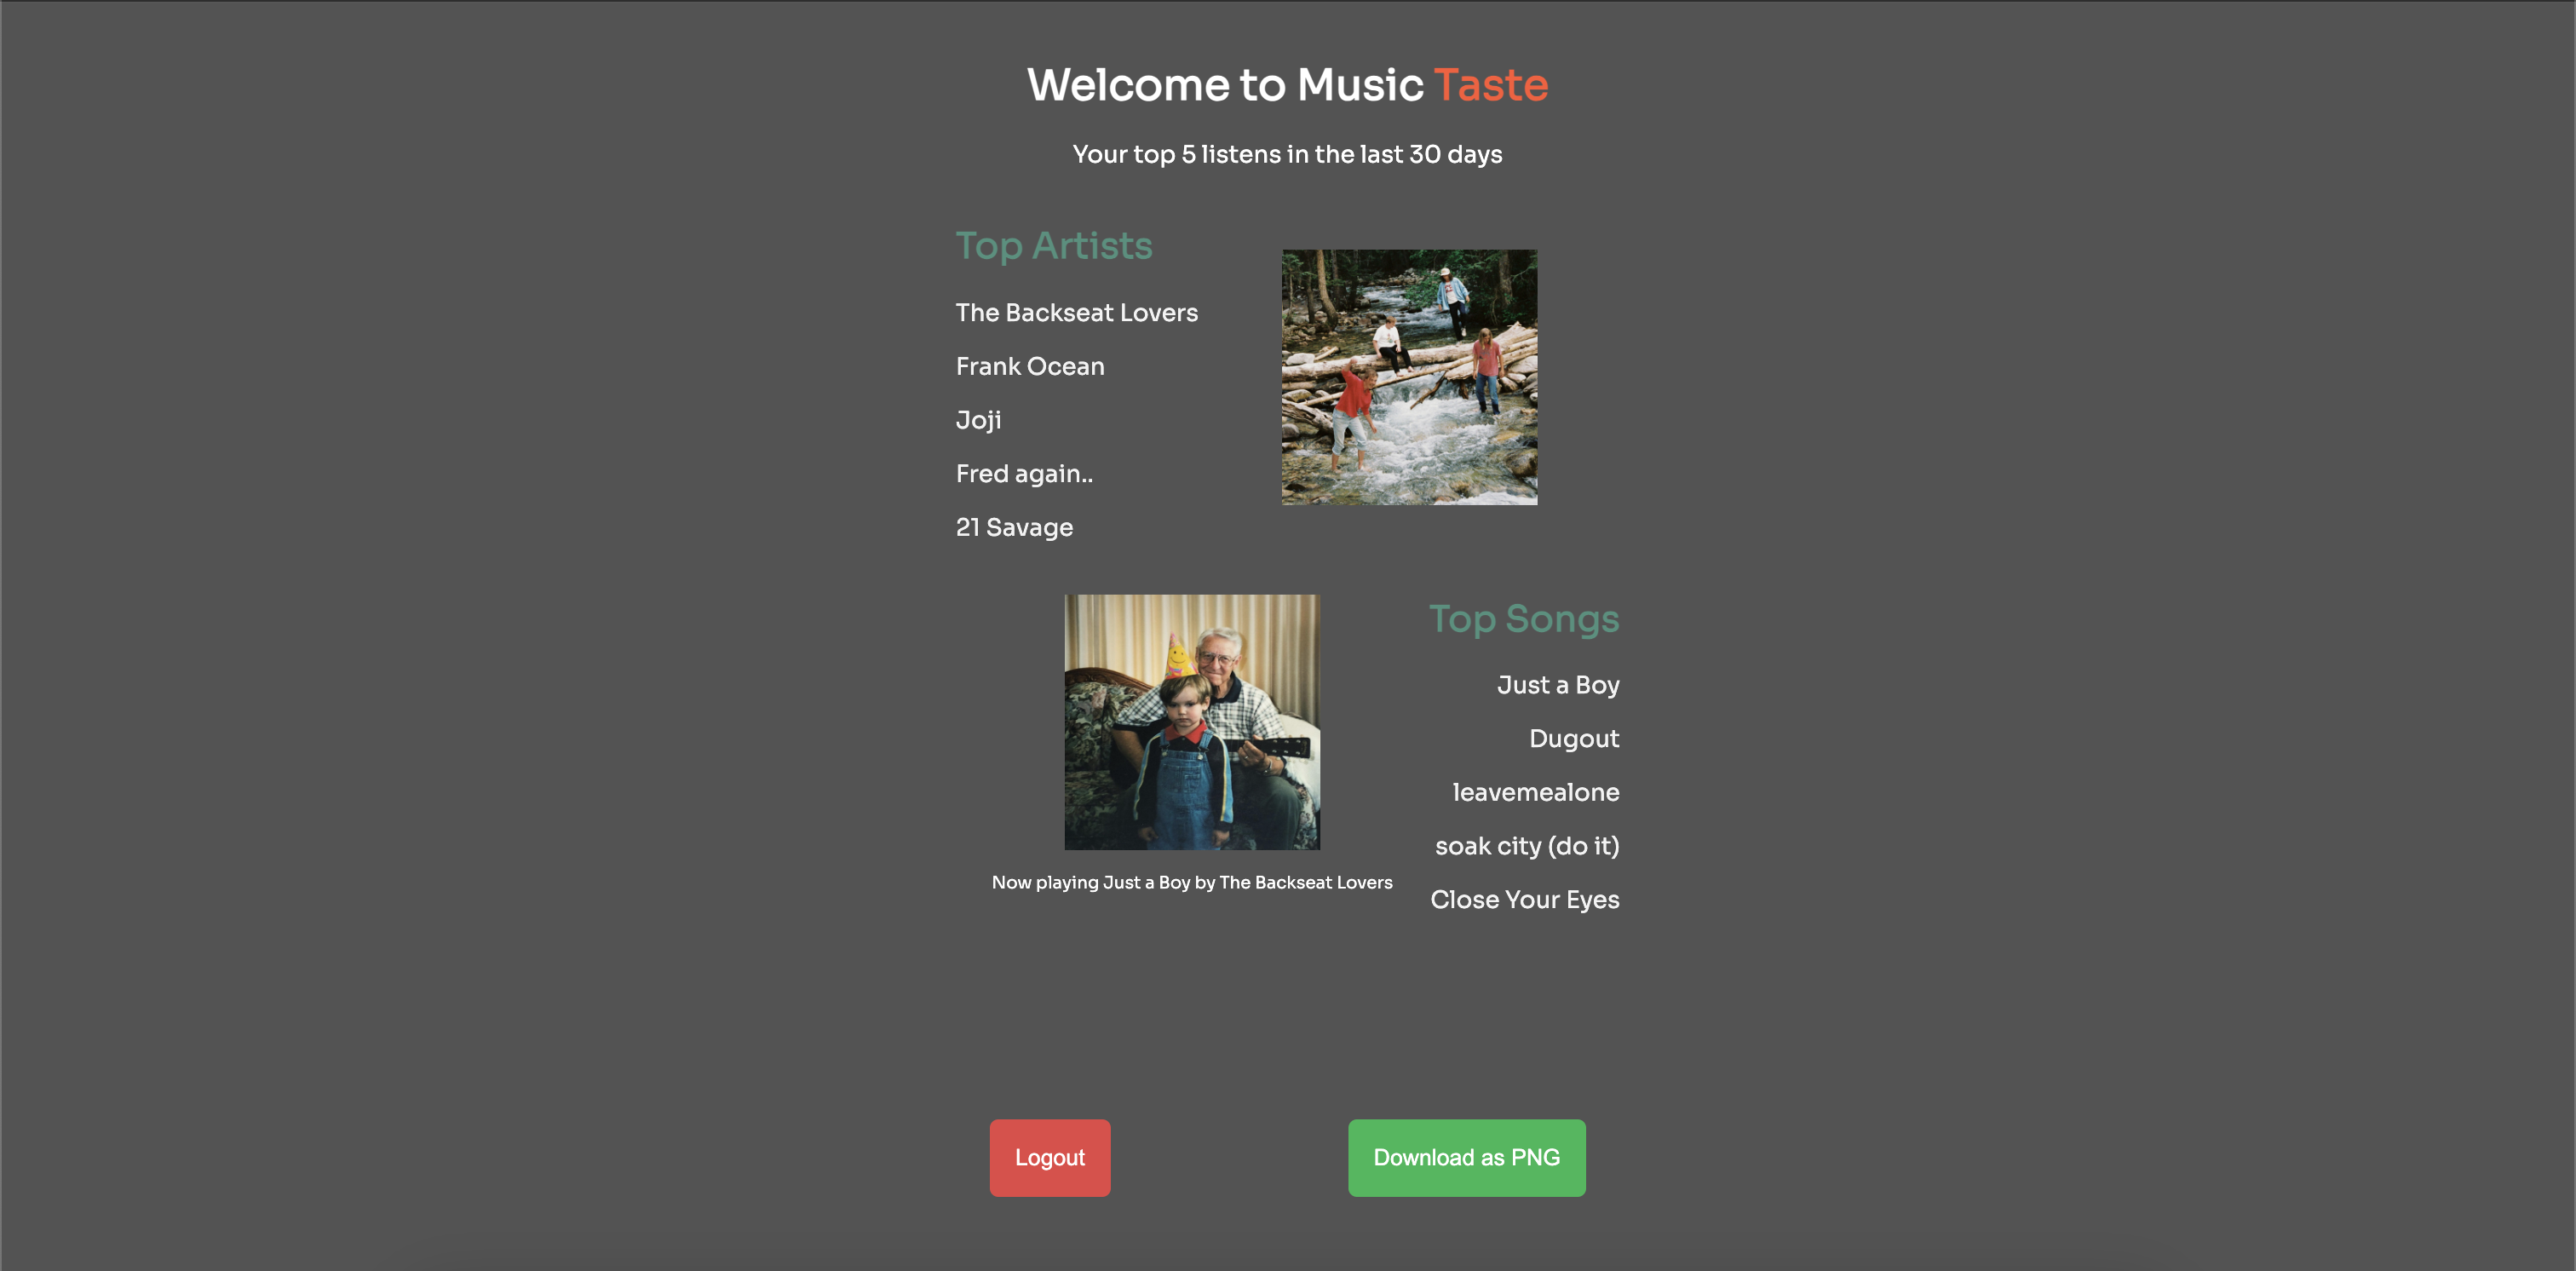 Welcome to Music Taste
Your top 5 listens in the last 30 days
Top Artists
The Backseat Lovers
Frank Ocean
Joji
Fred again..
21 Savage
Top Songs
Just a Boy
Dugout
leavemealone
soak city (do it)
Close Your Eyes
Now playing Just a Boy by The Backseat Lovers
Logout
Download as PNG